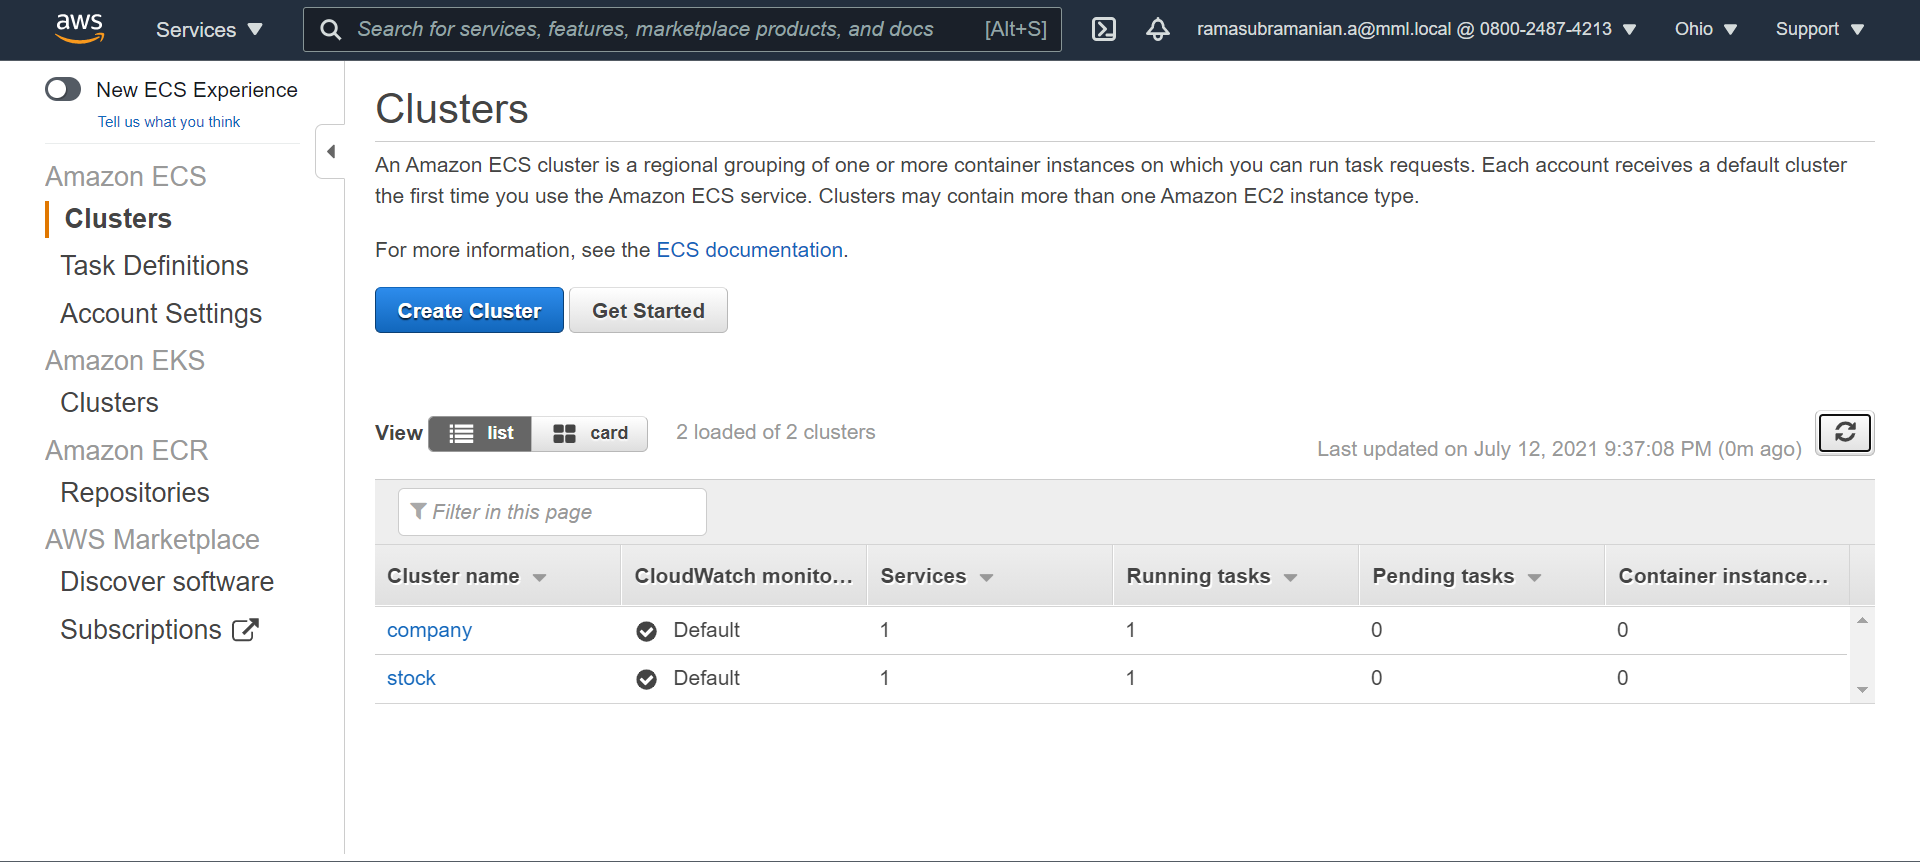 aws
Services
Search for services, features, marketplace products, and docs [Alt+S]
ramasubramanian.a@mml.local @ 0800-2487-4213
Ohio
Support
New ECS Experience
Tell us what you think
Amazon ECS
Clusters
Task Definitions
Account Settings
Amazon EKS
Clusters
Amazon ECR
Repositories
AWS Marketplace
Discover software
Subscriptions
Clusters
An Amazon ECS cluster is a regional grouping of one or more container instances on which you can run task requests. Each account receives a default cluster
the first time you use the Amazon ECS service. Clusters may contain more than one Amazon EC2 instance type.
For more information, see the ECS documentation.
Create Cluster Get Started
View list card 2 loaded of 2 clusters
Last updated on July 12, 2021 9:37:08 PM (0m ago)
Filter in this page
Cluster name CloudWatch monito... Services Running tasks Pending tasks Container instance...
company Default 1 1 0 0
stock Default 1 1 0 0